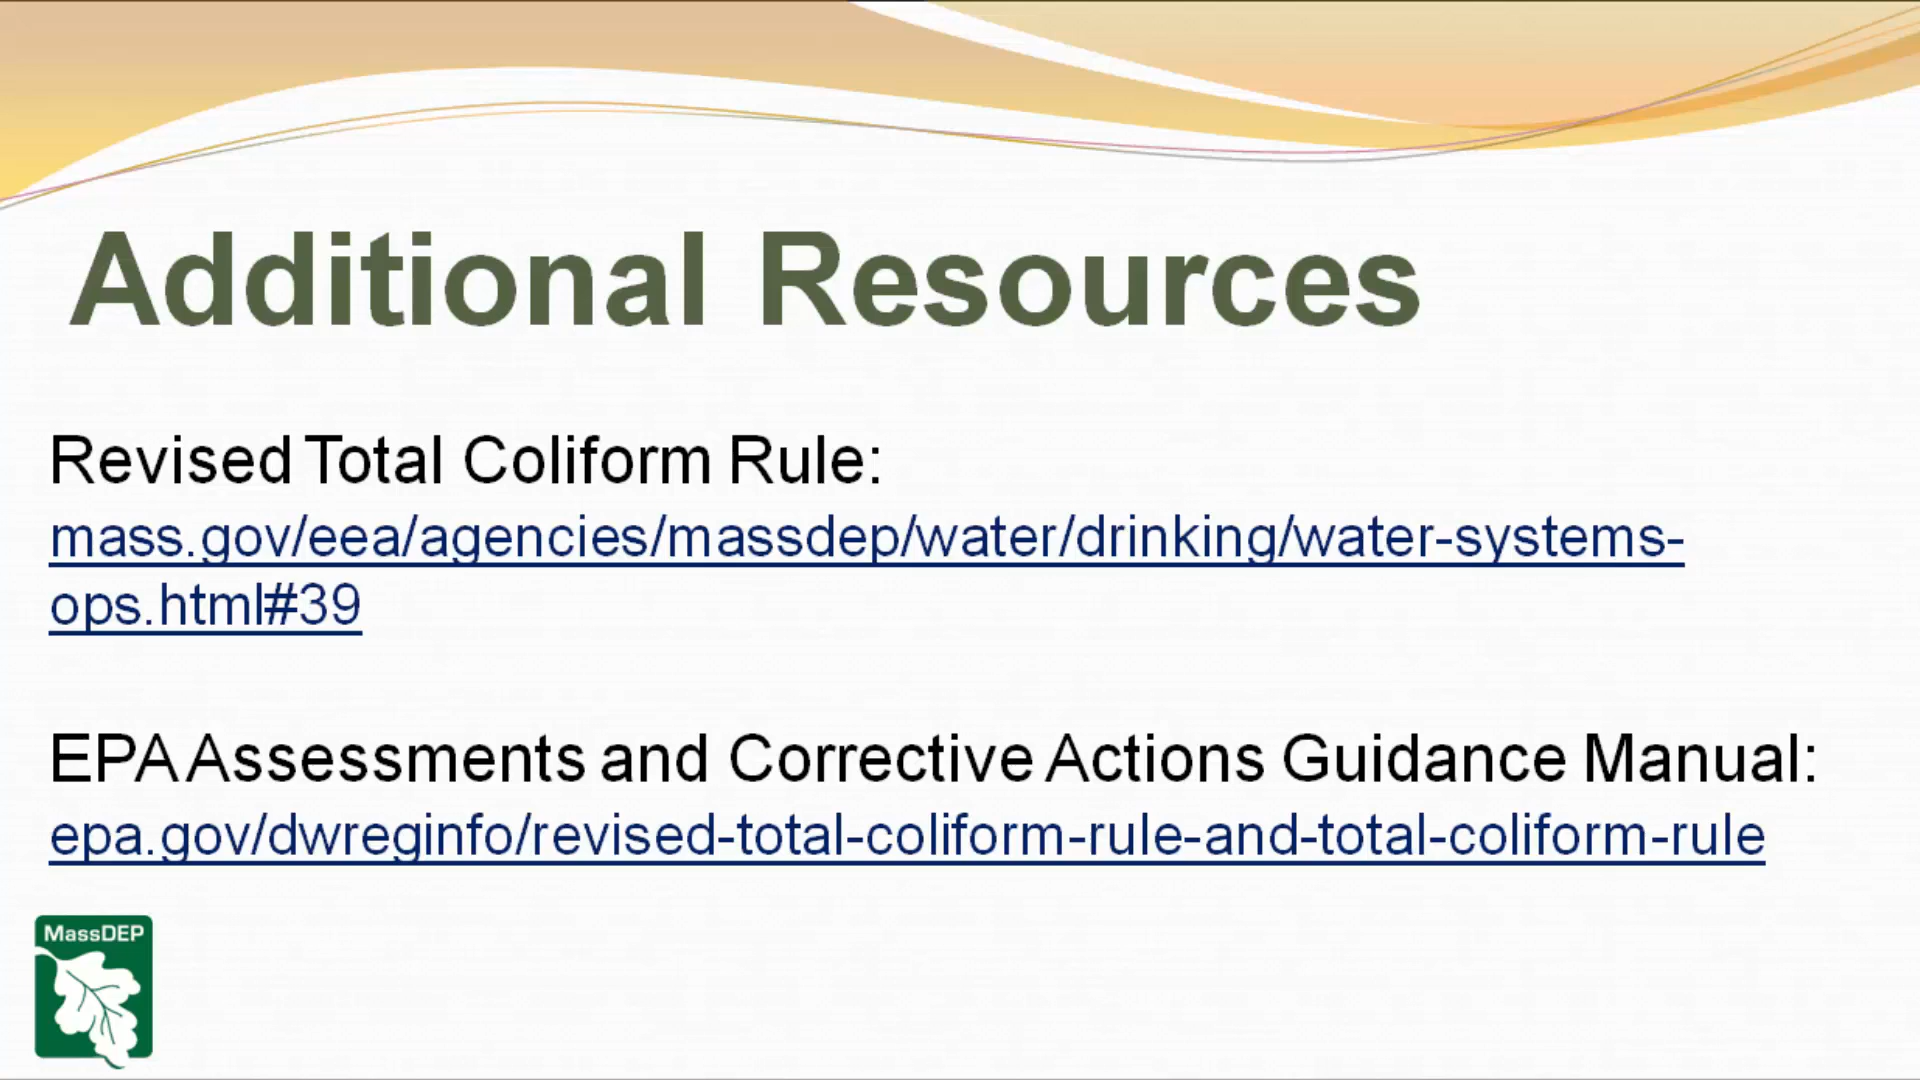 Additional Resources
Revised Total Coliform Rule:
mass.gov/eea/agencies/massdep/water/drinking/water-systems-
ops.html#39
EPA Assessments and Corrective Actions Guidance Manual:
epa.gov/dwreginfo/revised-total-coliform-rule-and-total-coliform-rule
MassDEP